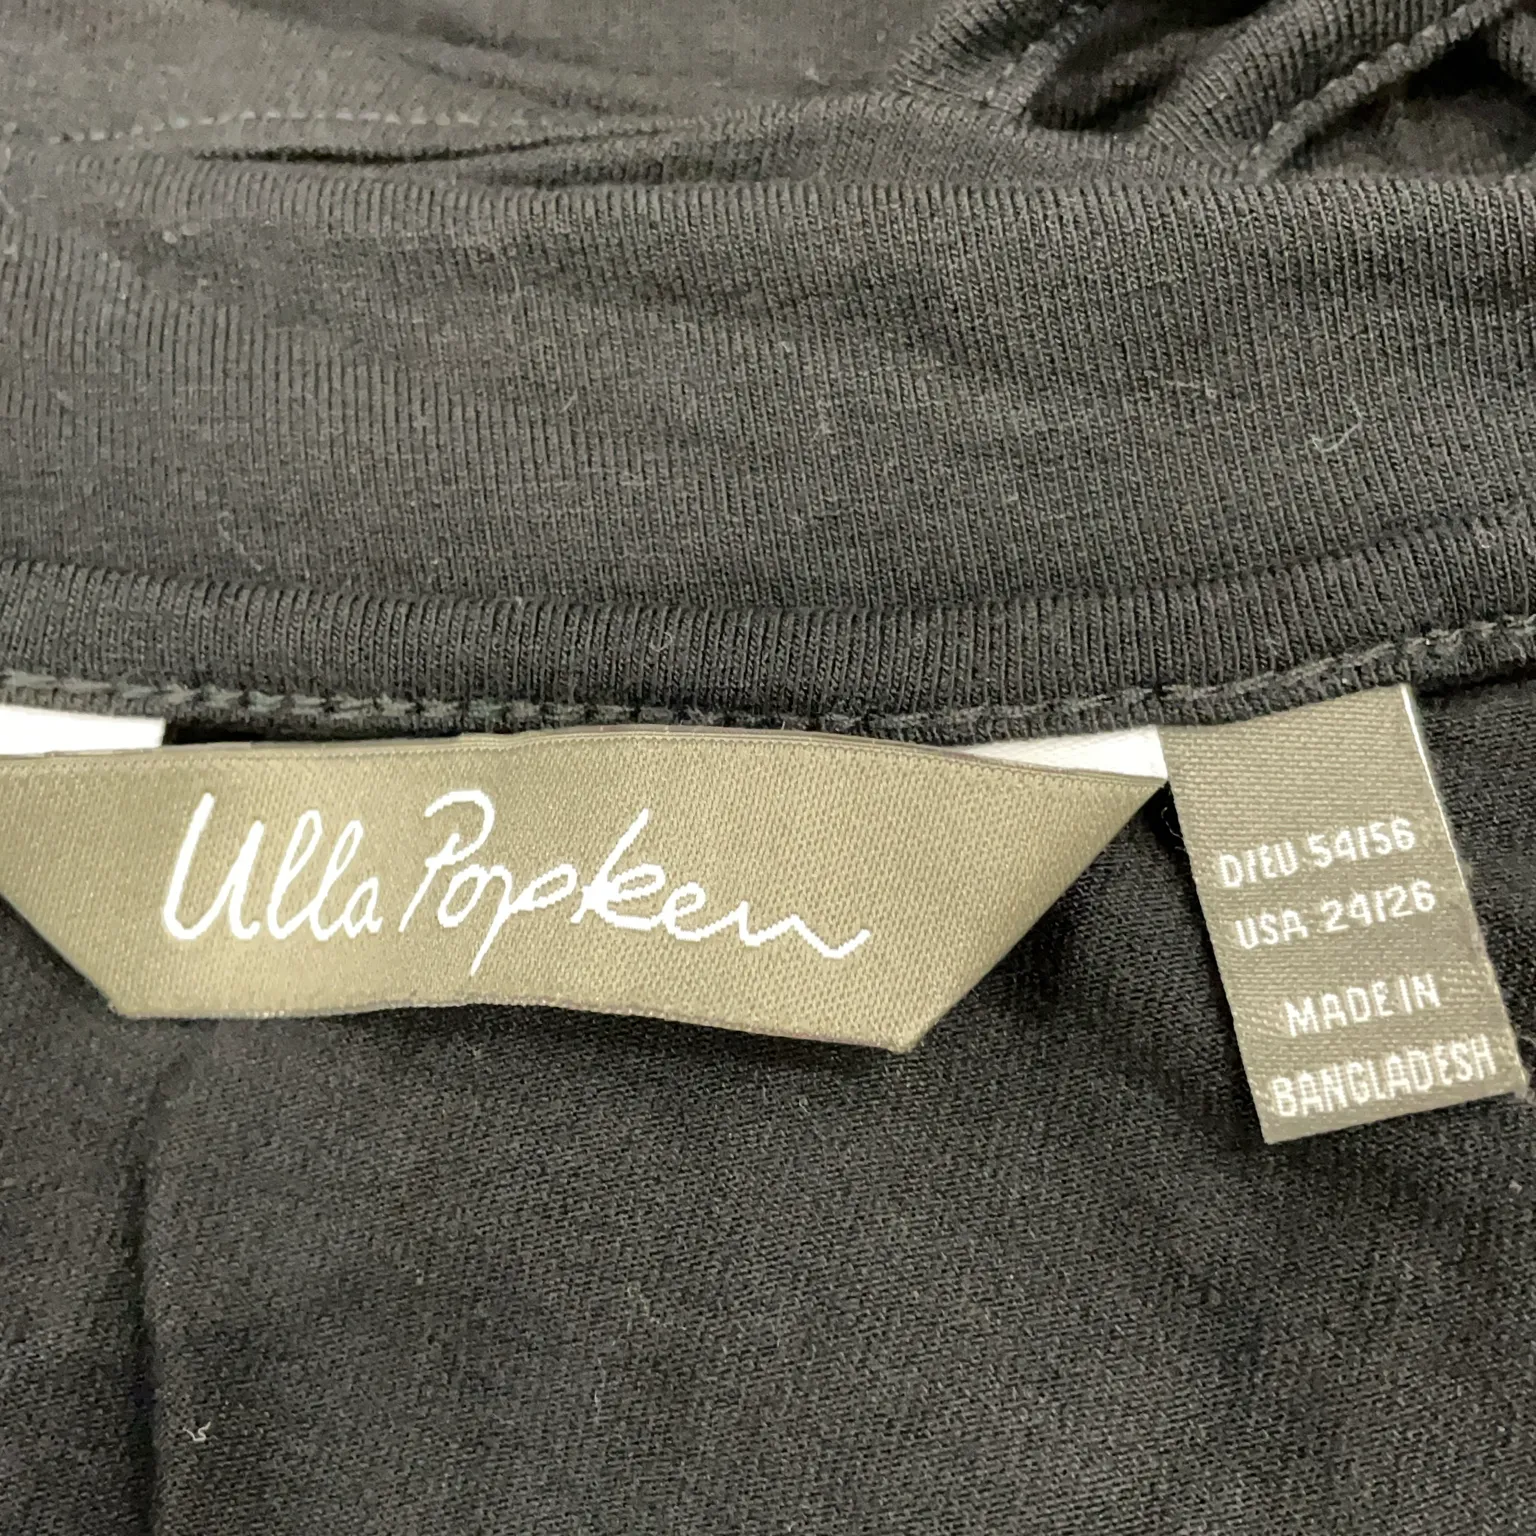 Ulla Popken
D/EU 54/56
USA 24/26
MADE IN
BANGLADESH